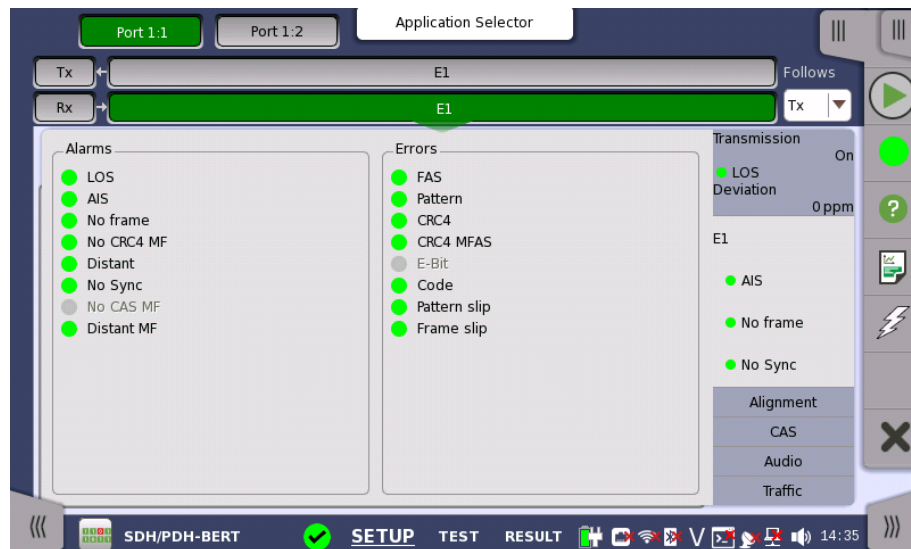 Port 1:1
Port 1:2
Application Selector
Tx
E1
Follows
Rx
E1
Tx
Alarms
LOS
AIS
No frame
No CRC4 MF
Distant
No Sync
No CAS MF
Distant MF
Errors
FAS
Pattern
CRC4
CRC4 MFAS
E-Bit
Code
Pattern slip
Frame slip
Transmission
On
LOS
Deviation
0 ppm
E1
AIS
No frame
No Sync
Alignment
CAS
Audio
Traffic
SDH/PDH-BERT
SETUP
TEST
RESULT
14:35